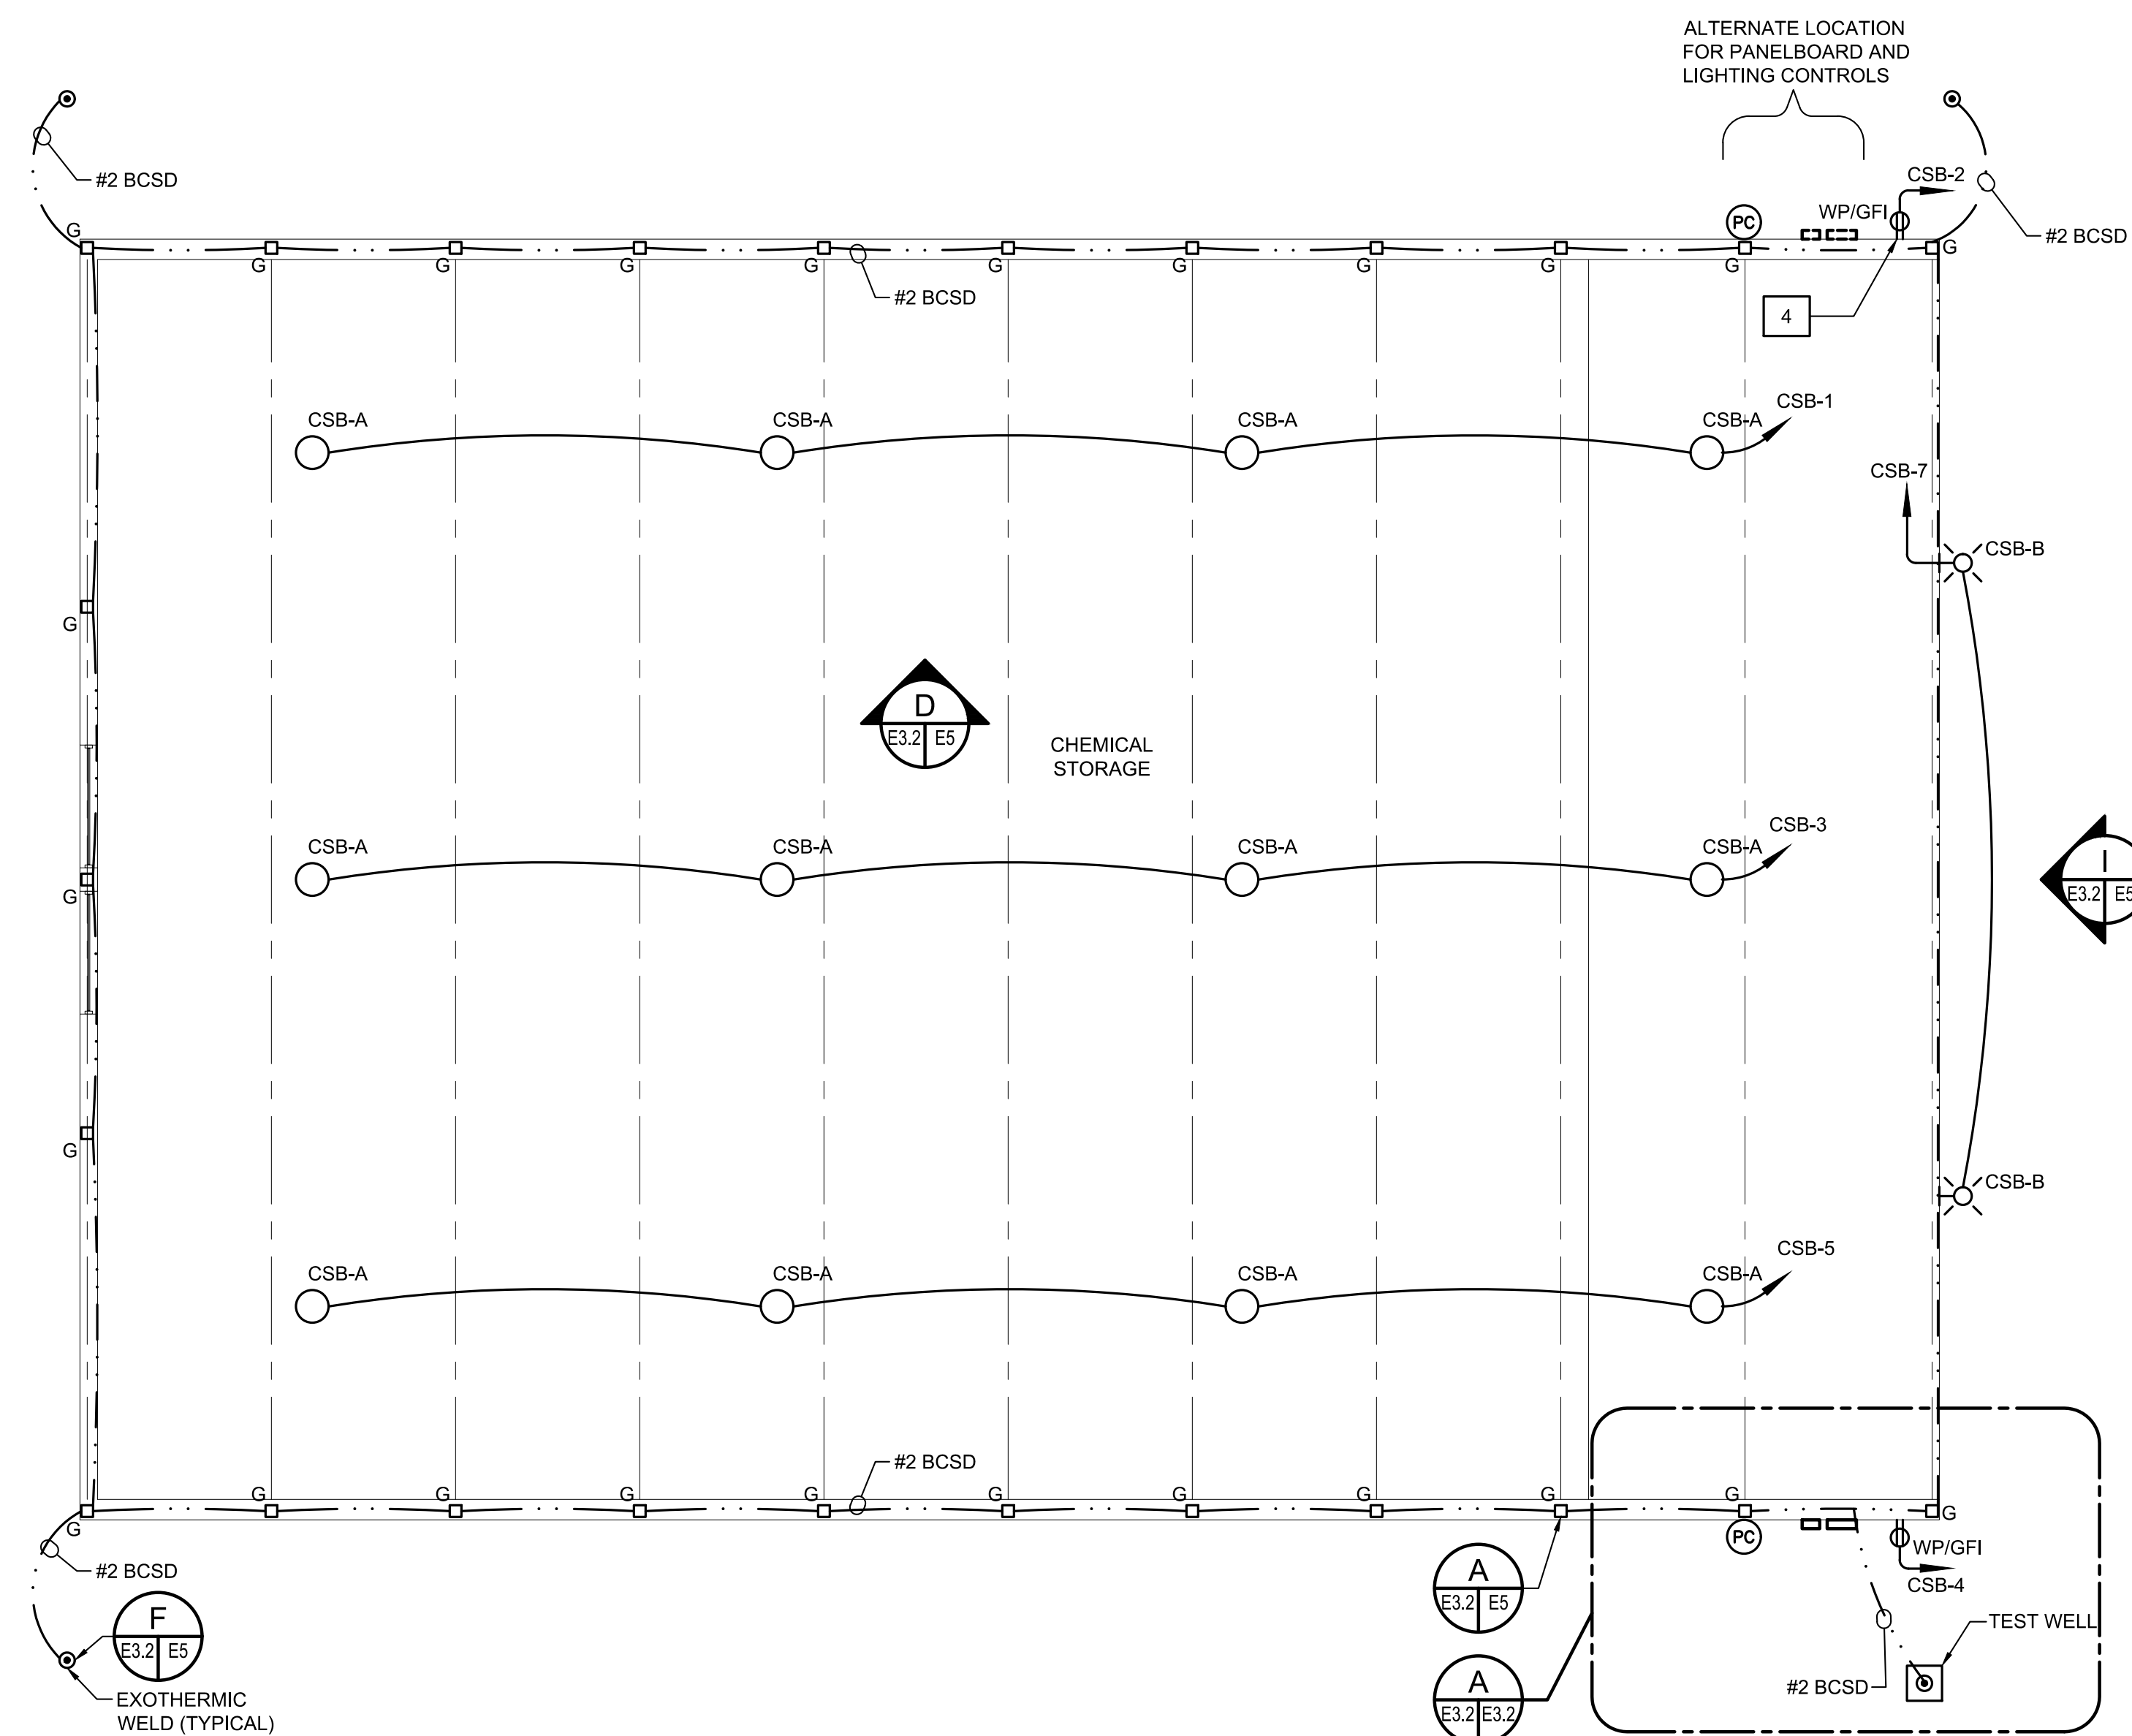 ALTERNATE LOCATION
FOR PANELBOARD AND
LIGHTING CONTROLS
#2 BCSD
CSB-2
WP/GFI
PC
#2 BCSD
G
G
G
G
G
G
G
G
G
G
G
#2 BCSD
4
CSB-A
CSB-A
CSB-A
CSB-A
CSB-1
CSB-7
CSB-B
G
D
E3.2
E5
CHEMICAL
STORAGE
CSB-A
CSB-A
CSB-A
CSB-A
CSB-3
G
I
E3.2
E5
G
CSB-B
CSB-A
CSB-A
CSB-A
CSB-A
CSB-5
#2 BCSD
G
G
G
G
G
G
G
G
G
G
G
PC
WP/GFI
CSB-4
#2 BCSD
A
E3.2
E5
F
E3.2
E5
TEST WELL
#2 BCSD
A
E3.2
E3.2
EXOTHERMIC
WELD (TYPICAL)